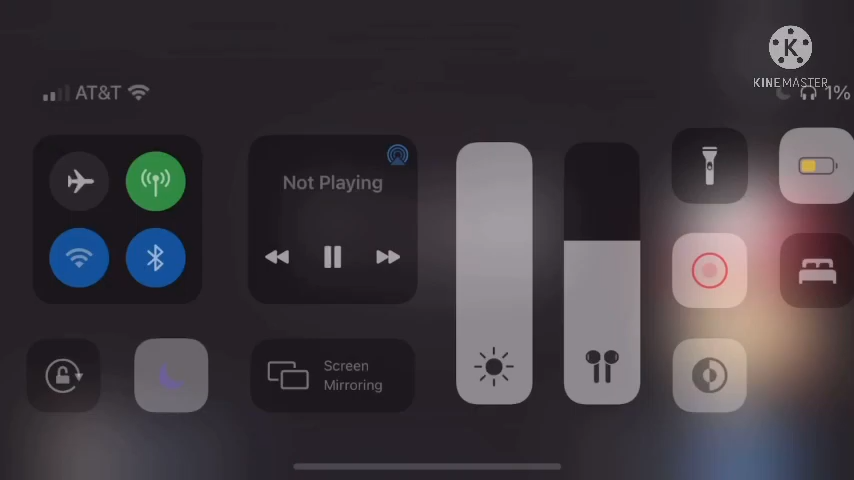 K
KINEMASTER
AT&T
1%
Not Playing
Screen
Mirroring